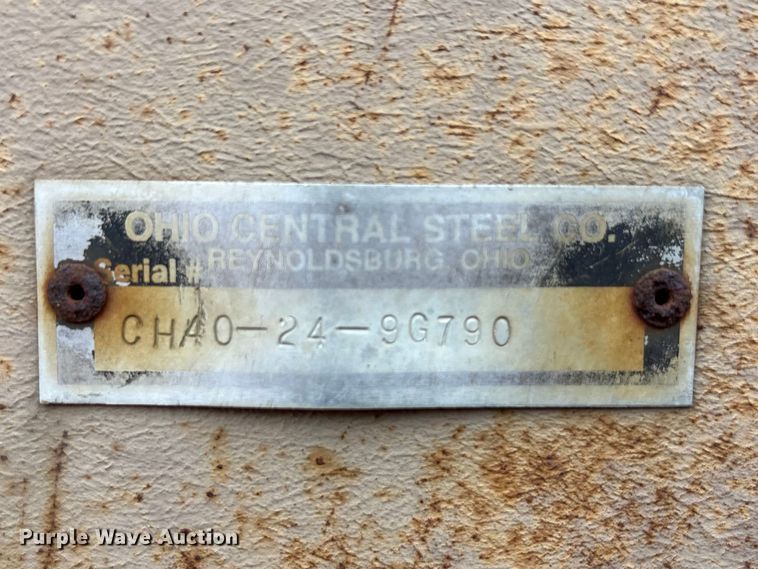 OHIO CENTRAL STEEL CO.
Serial # REYNOLDSBURG OHIO
CH40-24-9G790
Purple Wave Auction